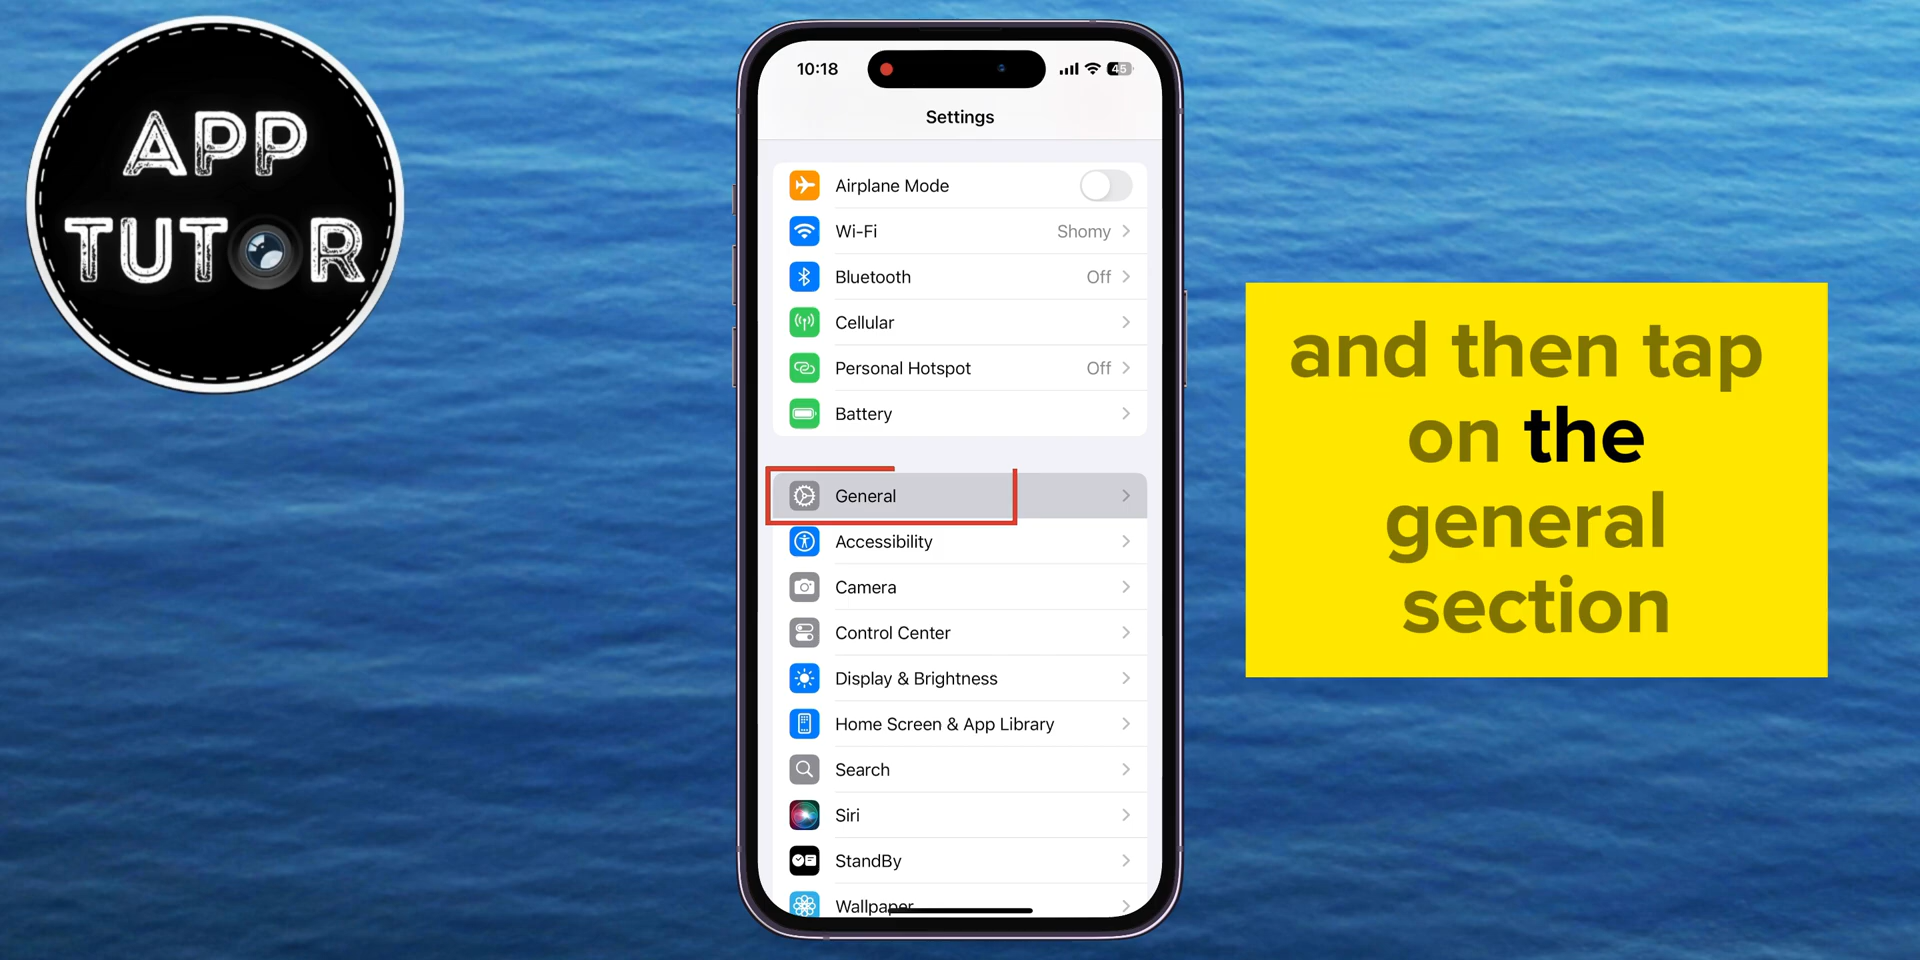 APP
TUTOR
10:18
45
Settings
Airplane Mode
Wi-Fi Shomy
Bluetooth Off
Cellular
Personal Hotspot Off
Battery
General
Accessibility
Camera
Control Center
Display & Brightness
Home Screen & App Library
Search
Siri
StandBy
Wallpaper
and then tap
on the
general
section